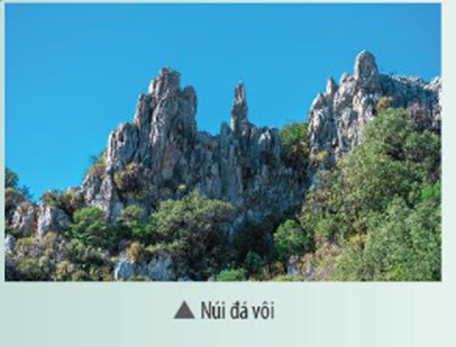 ▲ Núi đá vôi